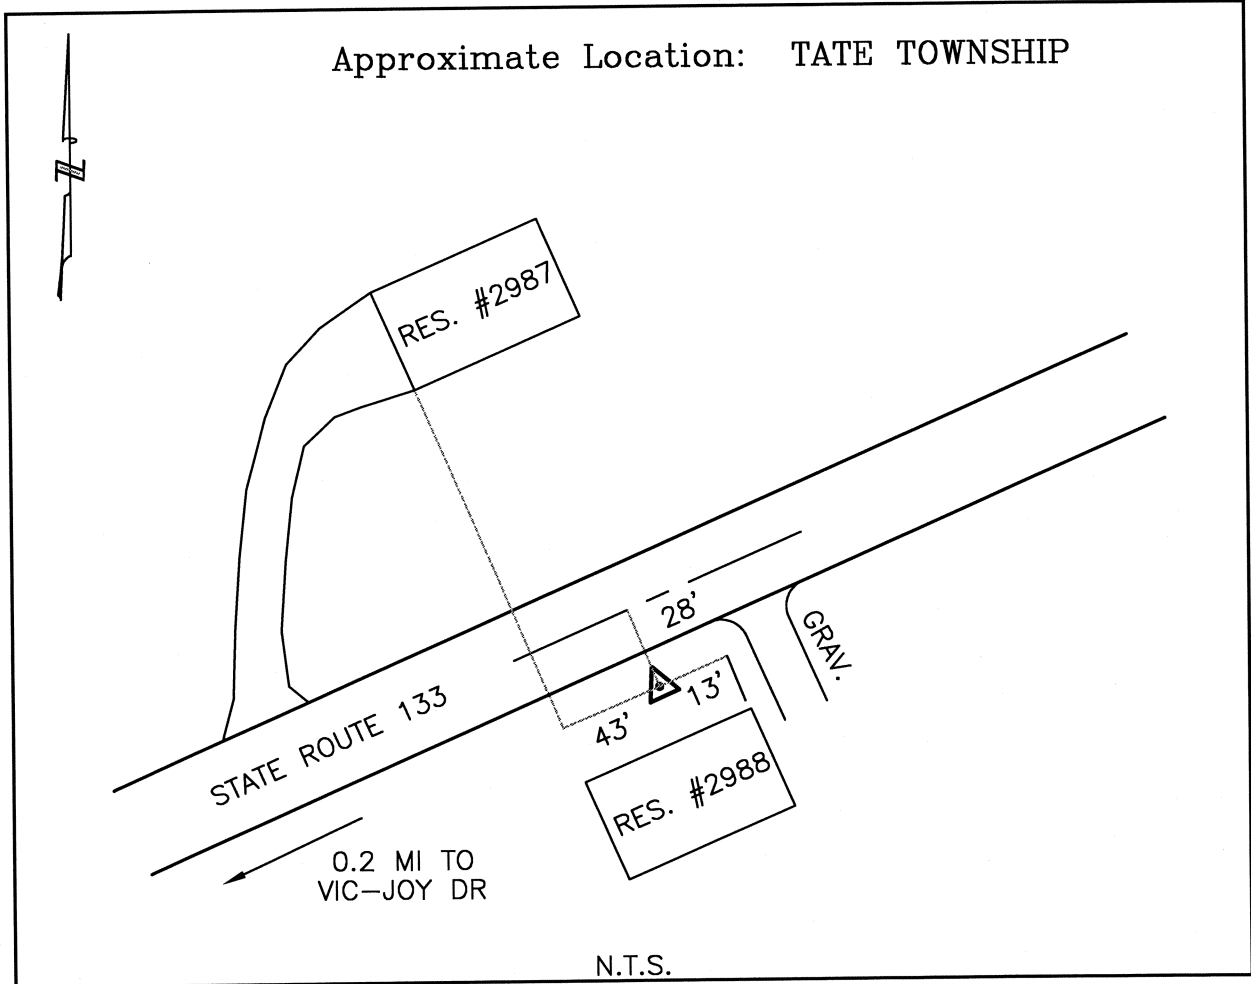 Approximate Location: TATE TOWNSHIP
N
RES. #2987
28'
GRAV.
13'
43'
STATE ROUTE 133
RES. #2988
0.2 MI TO
VIC-JOY DR
N.T.S.